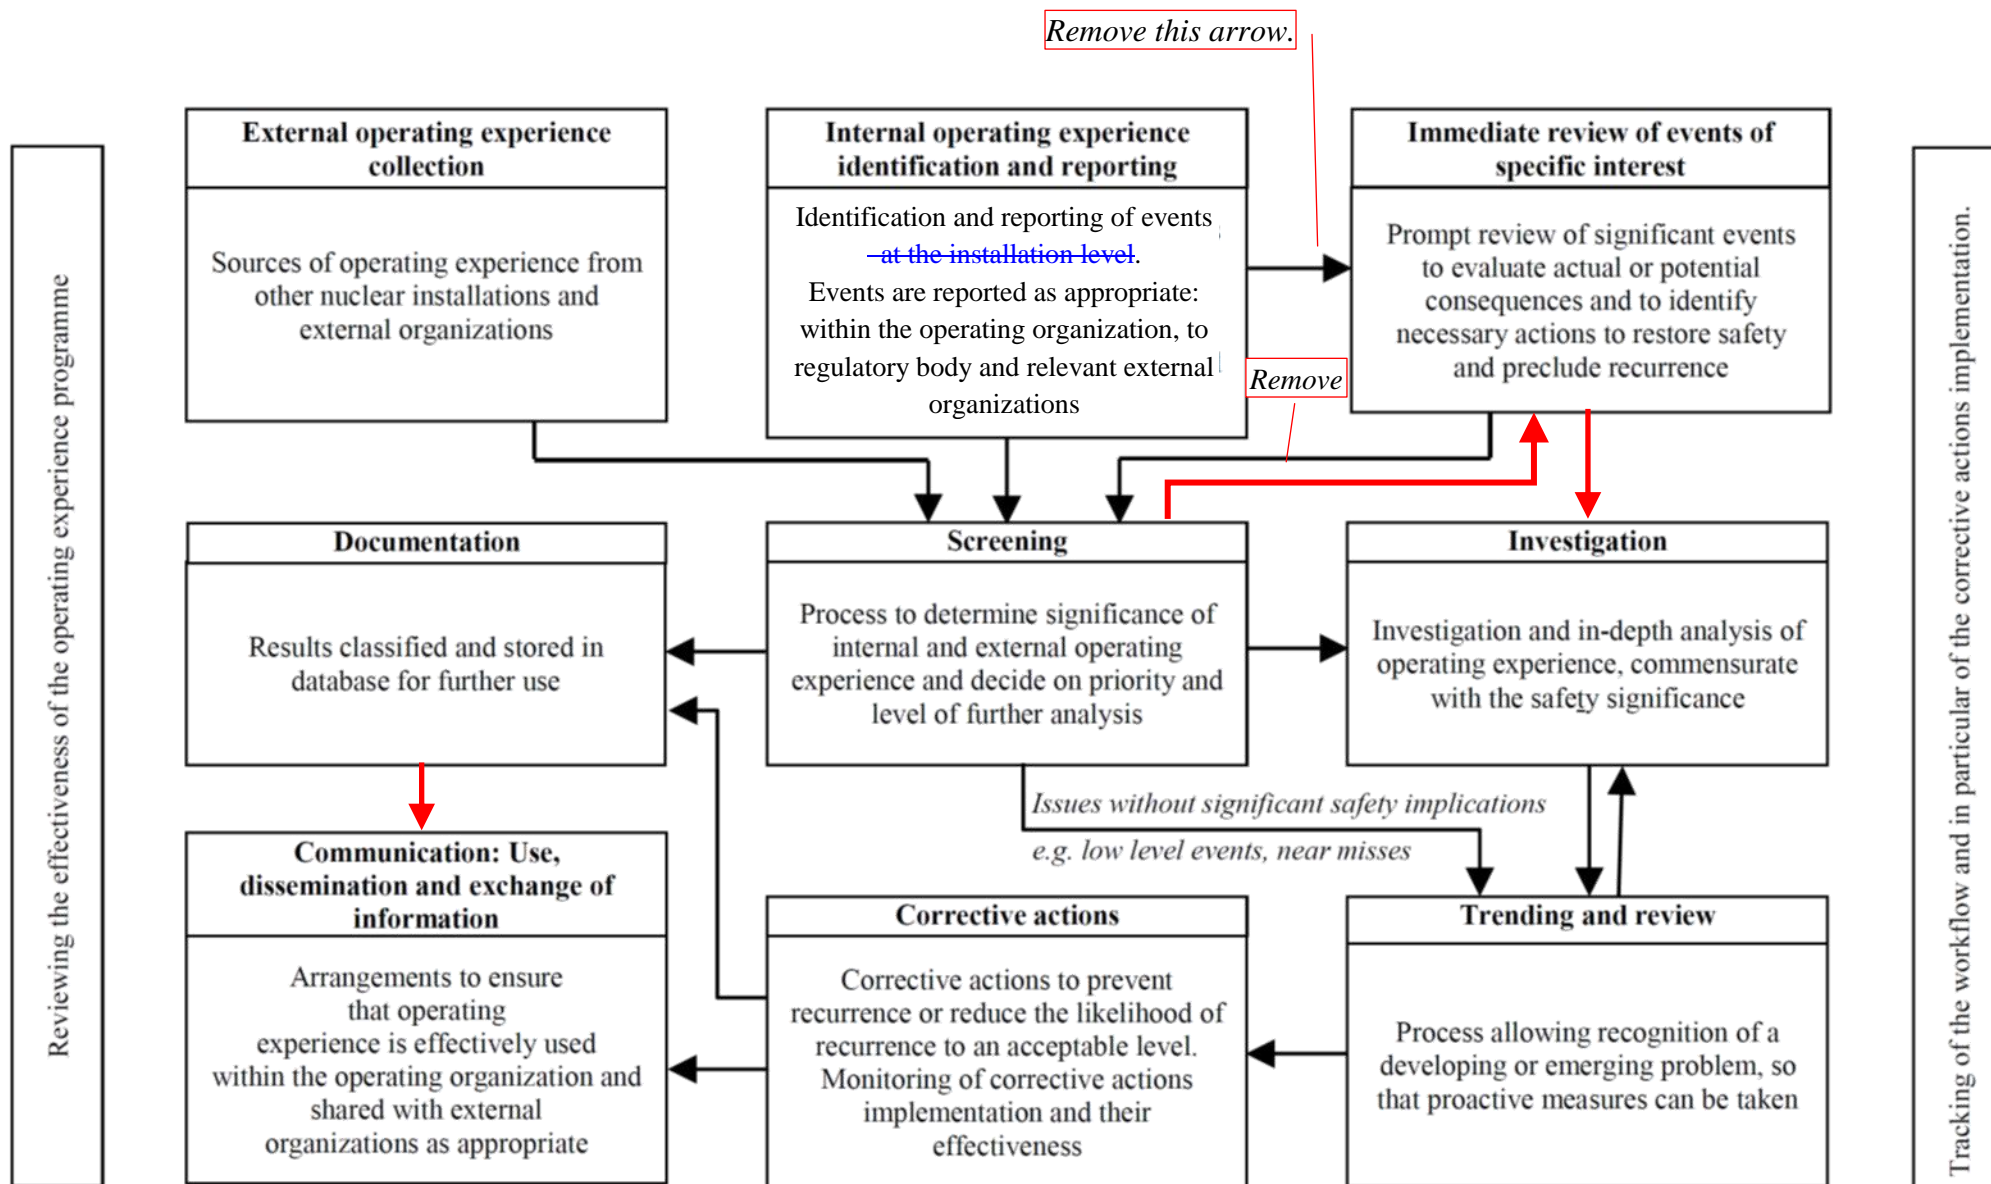 Remove this arrow.
External operating experience
collection
Internal operating experience
identification and reporting
Immediate review of events of
specific interest
Reviewing the effectiveness of the operating experience programme
Sources of operating experience from
other nuclear installations and
external organizations
Identification and reporting of events
at the installation level.
Events are reported as appropriate:
within the operating organization, to
regulatory body and relevant external
organizations
Prompt review of significant events
to evaluate actual or potential
consequences and to identify
necessary actions to restore safety
and preclude recurrence
Tracking of the workflow and in particular of the corrective actions implementation.
Remove
Documentation
Screening
Investigation
Results classified and stored in
database for further use
Process to determine significance of
internal and external operating
experience and decide on priority and
level of further analysis
Investigation and in-depth analysis of
operating experience, commensurate
with the safety significance
Issues without significant safety implications
e.g. low level events, near misses
Communication: Use,
dissemination and exchange of
information
Corrective actions
Trending and review
Arrangements to ensure
that operating
experience is effectively used
within the operating organization and
shared with external
organizations as appropriate
Corrective actions to prevent
recurrence or reduce the likelihood of
recurrence to an acceptable level.
Monitoring of corrective actions
implementation and their
effectiveness
Process allowing recognition of a
developing or emerging problem, so
that proactive measures can be taken